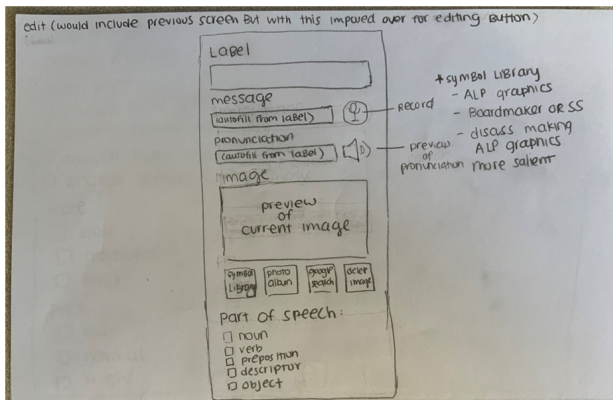 edit (would include previous screen But with this
over for editing Button)
Label
message
(autofill from label)
Record
pronunciation
(autofill from label)
preview
of
pronunciation
image
preview
of
current image
symbol
Library
photo
album
google
search
image
part of speech:
noun
verb
preposition
descriptor
object
*symbol LIBRARY
- ALP graphics
- Boardmaker OR SS
- discuss making
ALP graphics
more salient